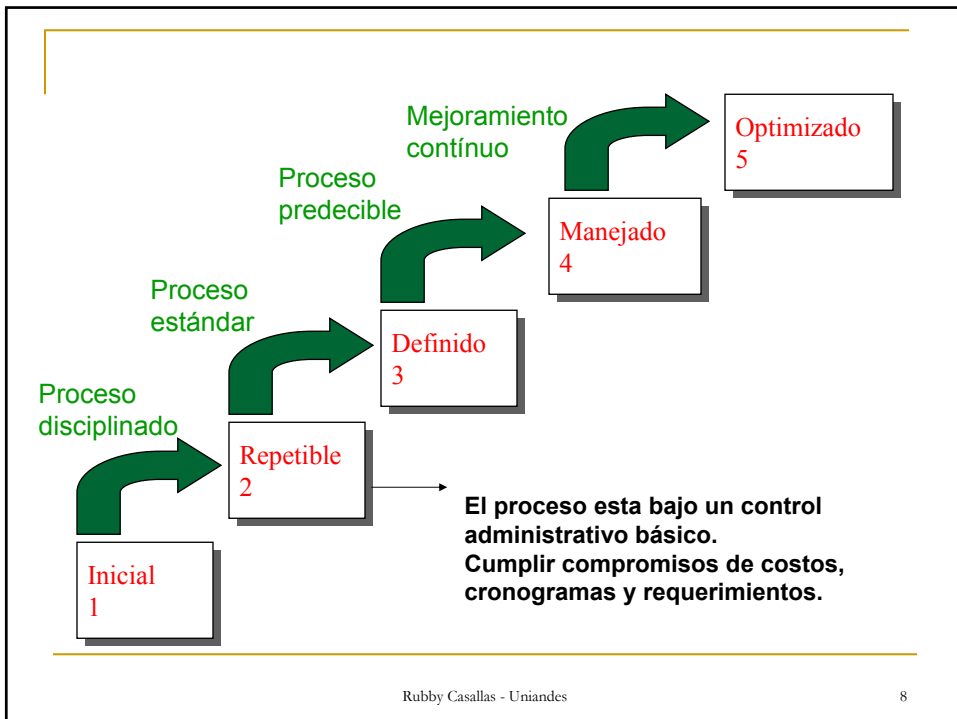 Mejoramiento
contínuo
Optimizado
5
Proceso
predecible
Manejado
4
Proceso
estándar
Definido
3
Proceso
disciplinado
Repetible
2
El proceso esta bajo un control
administrativo básico.
Cumplir compromisos de costos,
cronogramas y requerimientos.
Inicial
1
Rubby Casallas - Uniandes
8